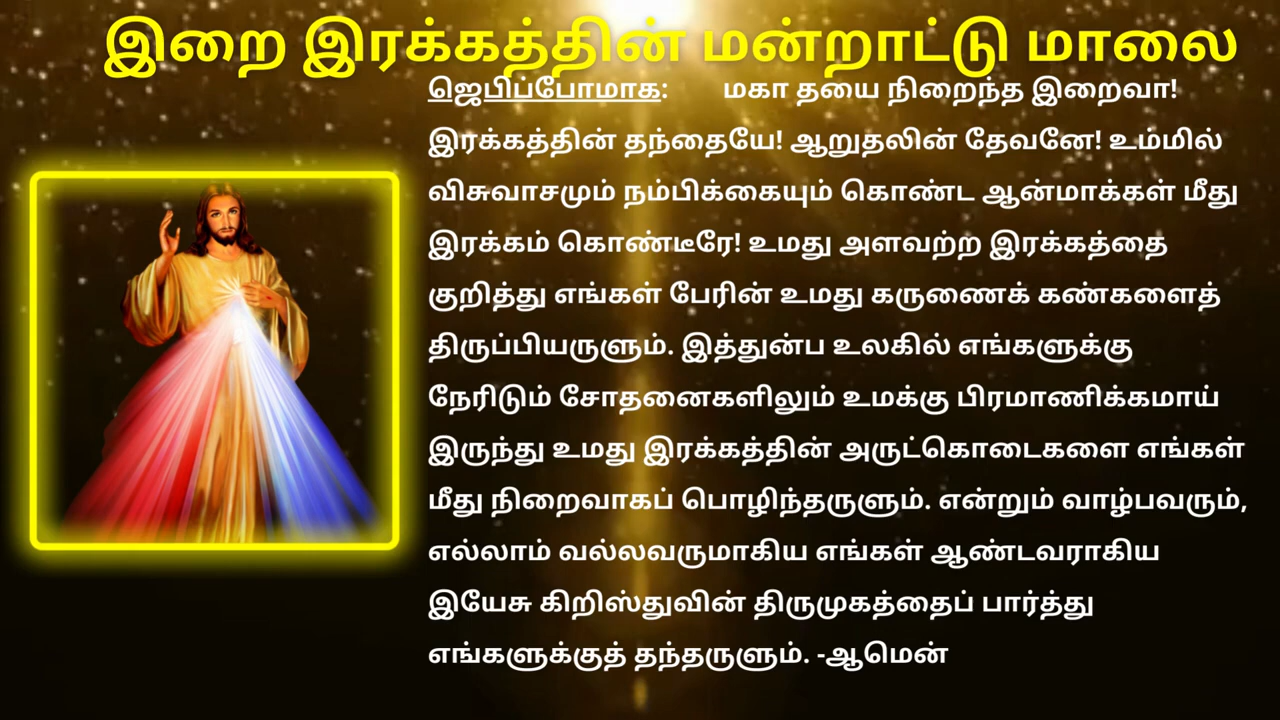 இறை இரக்கத்தின் மன்றாட்டு மாலை
ஜெபிப்போமாக: மகா தயை நிறைந்த இறைவா!
இரக்கத்தின் தந்தையே! ஆறுதலின் தேவனே! உம்மில்
விசுவாசமும் நம்பிக்கையும் கொண்ட ஆன்மாக்கள் மீது
இரக்கம் கொண்டீரே! உமது அளவற்ற இரக்கத்தை
குறித்து எங்கள் பேரின் உமது கருணைக் கண்களைத்
திருப்பியருளும். இத்துன்ப உலகில் எங்களுக்கு
நேரிடும் சோதனைகளிலும் உமக்கு பிரமாணிக்கமாய்
இருந்து உமது இரக்கத்தின் அருட்கொடைகளை எங்கள்
மீது நிறைவாகப் பொழிந்தருளும். என்றும் வாழ்பவரும்,
எல்லாம் வல்லவருமாகிய எங்கள் ஆண்டவராகிய
இயேசு கிறிஸ்துவின் திருமுகத்தைப் பார்த்து
எங்களுக்குத் தந்தருளும். -ஆமென்